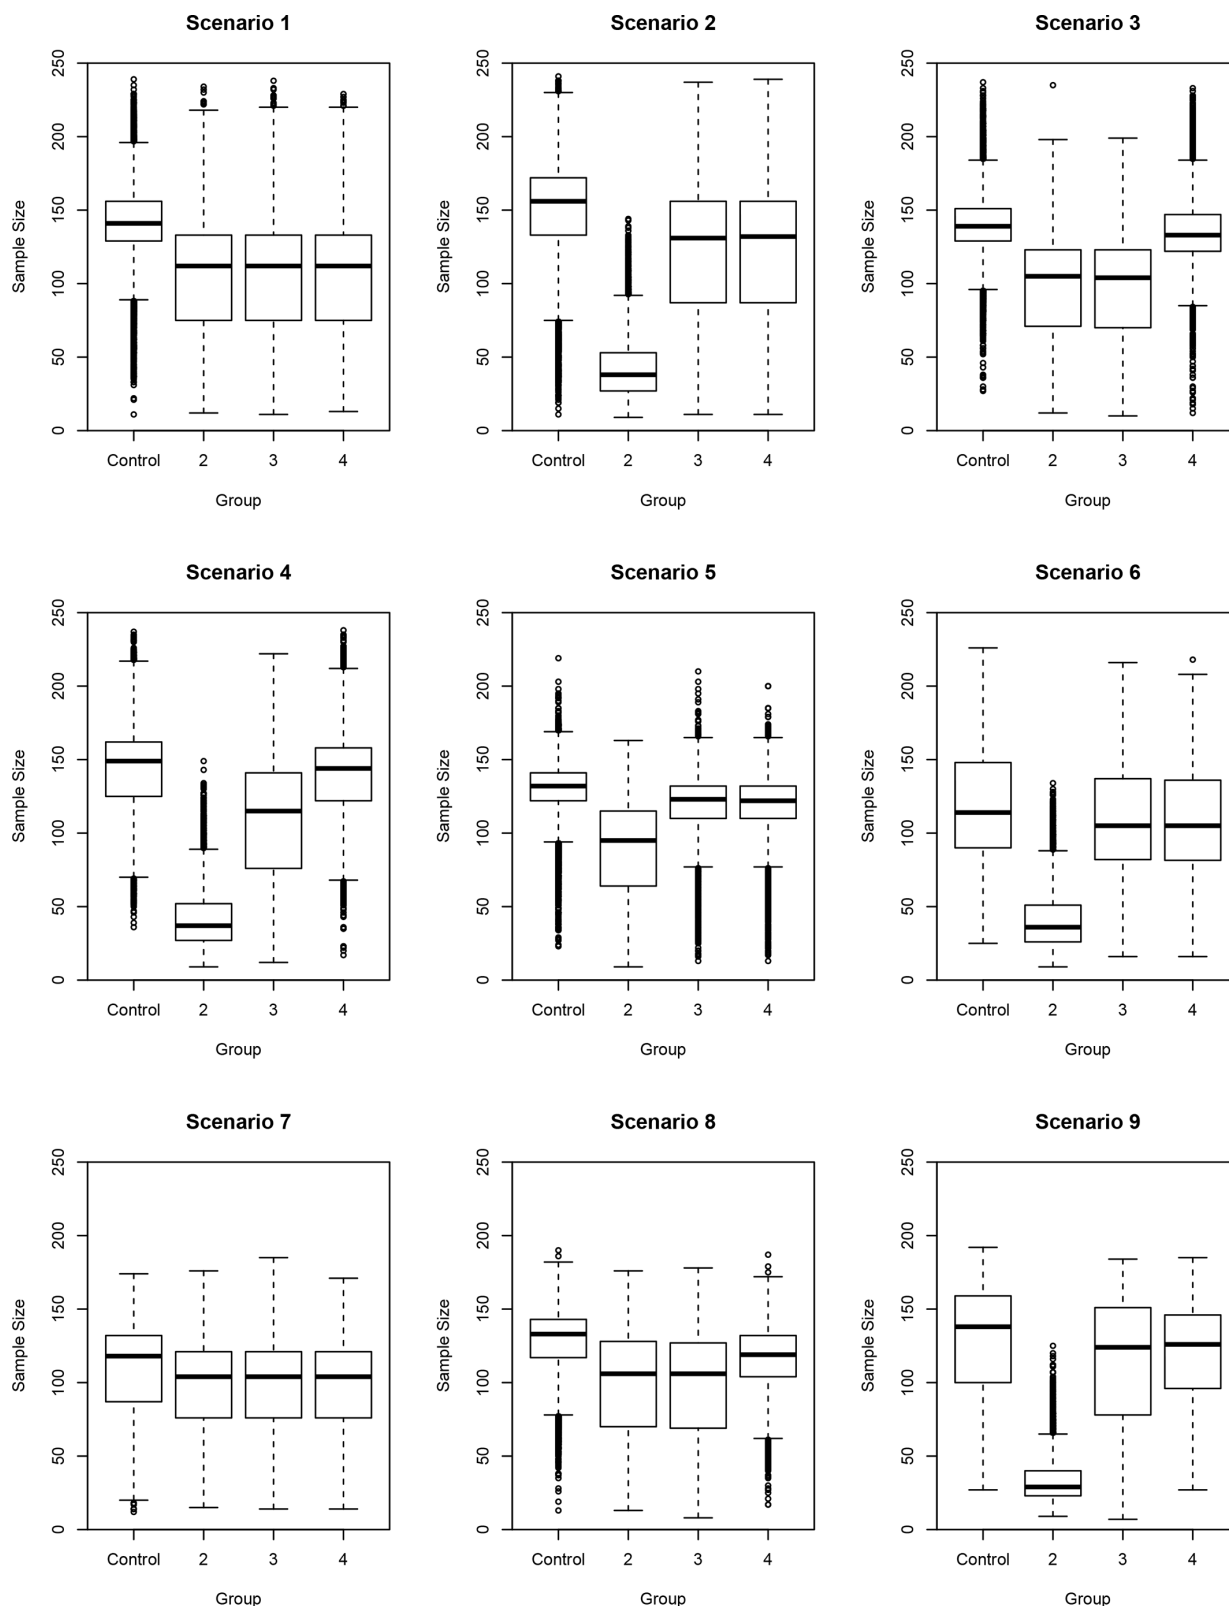 Scenario 1
Sample Size
250
200
150
100
50
0
Control 2 3 4
Group
Scenario 2
Sample Size
250
200
150
100
50
0
Control 2 3 4
Group
Scenario 3
Sample Size
250
200
150
100
50
0
Control 2 3 4
Group
Scenario 4
Sample Size
250
200
150
100
50
0
Control 2 3 4
Group
Scenario 5
Sample Size
250
200
150
100
50
0
Control 2 3 4
Group
Scenario 6
Sample Size
250
200
150
100
50
0
Control 2 3 4
Group
Scenario 7
Sample Size
250
200
150
100
50
0
Control 2 3 4
Group
Scenario 8
Sample Size
250
200
150
100
50
0
Control 2 3 4
Group
Scenario 9
Sample Size
250
200
150
100
50
0
Control 2 3 4
Group